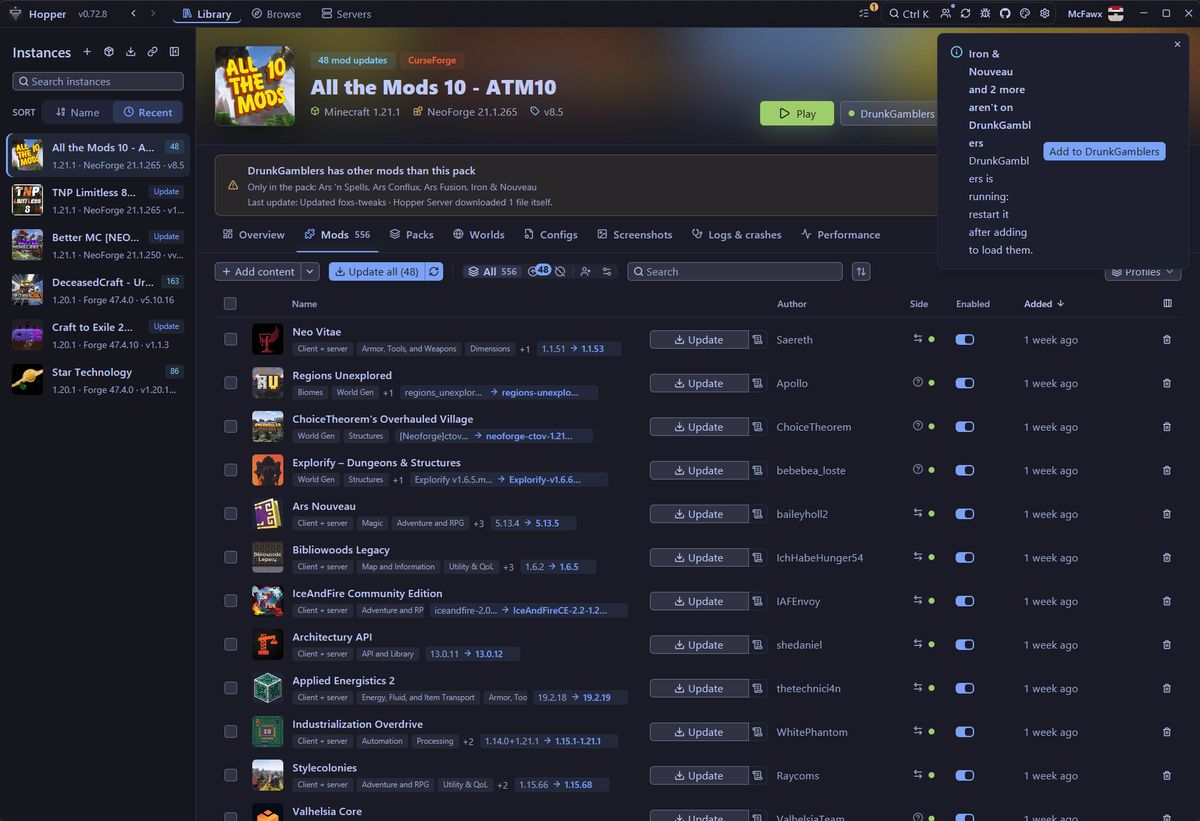 Hopper v0.72.8 Library Browse Servers 1 Ctrl K McFawx
Instances
Search instances
SORT Name Recent
All the Mods 10 - A... 48
1.21.1 · NeoForge 21.1.265 · v8.5
TNP Limitless 8... Update
1.21.1 · NeoForge 21.1.265 · v1...
Better MC [NEO... Update
1.21.1 · NeoForge 21.1.250 · vv...
DeceasedCraft - Ur... 163
1.20.1 · Forge 47.4.0 · v5.10.16
Craft to Exile 2... Update
1.20.1 · Forge 47.4.10 · v1.1.3
Star Technology 86
1.20.1 · Forge 47.4.0 · v1.20.1...
ALL THE 10 MODS
48 mod updates CurseForge
All the Mods 10 - ATM10
Minecraft 1.21.1 NeoForge 21.1.265 v8.5
Play DrunkGamblers
Iron &
Nouveau
and 2 more
aren't on
DrunkGambl
ers
DrunkGambl
ers is
running:
restart it
after adding
to load them.
Add to DrunkGamblers
DrunkGamblers has other mods than this pack
Only in the pack: Ars 'n Spells, Ars Conflux, Ars Fusion, Iron & Nouveau
Last update: Updated foxs-tweaks · Hopper Server downloaded 1 file itself.
Overview Mods 556 Packs Worlds Configs Screenshots Logs & crashes Performance
Add content Update all (48) All 556 48 Search Profiles
Name Author Side Enabled Added
Neo Vitae
Client + server Armor, Tools, and Weapons Dimensions +1 1.1.51 → 1.1.53 Update Saereth 1 week ago
Regions Unexplored
Biomes World Gen +1 regions_unexplor... → regions-unexplo... Update Apollo 1 week ago
ChoiceTheorem's Overhauled Village
World Gen Structures [Neoforge]ctov... → neoforge-ctov-1.21... Update ChoiceTheorem 1 week ago
Explorify – Dungeons & Structures
World Gen Structures +1 Explorify v1.6.5.m... → Explorify-v1.6.6... Update bebebea_loste 1 week ago
Ars Nouveau
Client + server Magic Adventure and RPG +3 5.13.4 → 5.13.5 Update baileyholl2 1 week ago
Bibliowoods Legacy
Client + server Map and Information Utility & QoL +3 1.6.2 → 1.6.5 Update IchHabeHunger54 1 week ago
IceAndFire Community Edition
Client + server Adventure and RP iceandfire-2.0... → IceAndFireCE-2.2-1.2... Update IAFEnvoy 1 week ago
Architectury API
Client + server API and Library 13.0.11 → 13.0.12 Update shedaniel 1 week ago
Applied Energistics 2
Client + server Energy, Fluid, and Item Transport Armor, Too 19.2.18 → 19.2.19 Update thetechnici4n 1 week ago
Industrialization Overdrive
Client + server Automation Processing +2 1.14.0+1.21.1 → 1.15.1-1.21.1 Update WhitePhantom 1 week ago
Stylecolonies
Client + server Adventure and RPG Utility & QoL +2 1.15.66 → 1.15.68 Update Raycoms 1 week ago
Valhelsia Core
Update ValhelsiaTeam 1 week ago